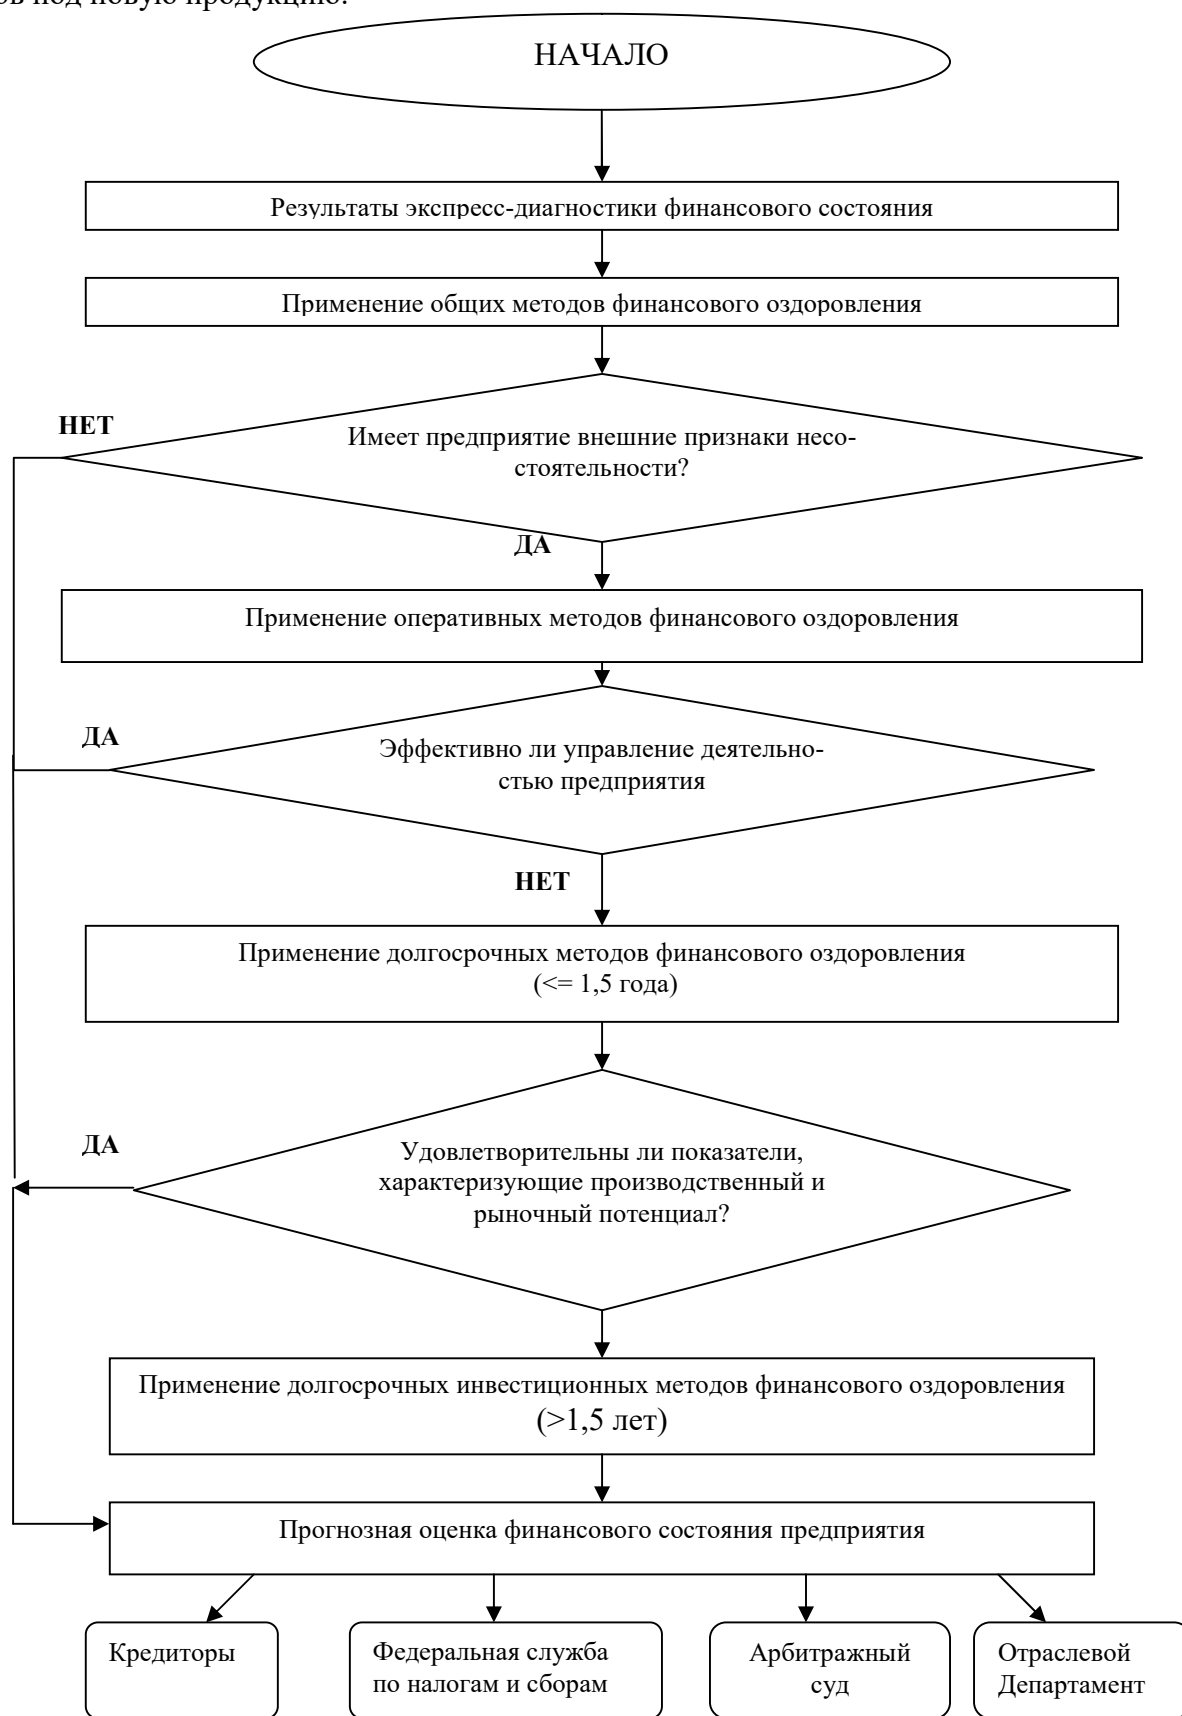 ов под новую продукцию.
НАЧАЛО
Результаты экспресс-диагностики финансового состояния
Применение общих методов финансового оздоровления
НЕТ
Имеет предприятие внешние признаки несо-
стоятельности?
ДА
Применение оперативных методов финансового оздоровления
ДА
Эффективно ли управление деятельно-
стью предприятия
НЕТ
Применение долгосрочных методов финансового оздоровления
(<= 1,5 года)
ДА
Удовлетворительны ли показатели,
характеризующие производственный и
рыночный потенциал?
Применение долгосрочных инвестиционных методов финансового оздоровления
(>1,5 лет)
Прогнозная оценка финансового состояния предприятия
Кредиторы
Федеральная служба
по налогам и сборам
Арбитражный
суд
Отраслевой
Департамент